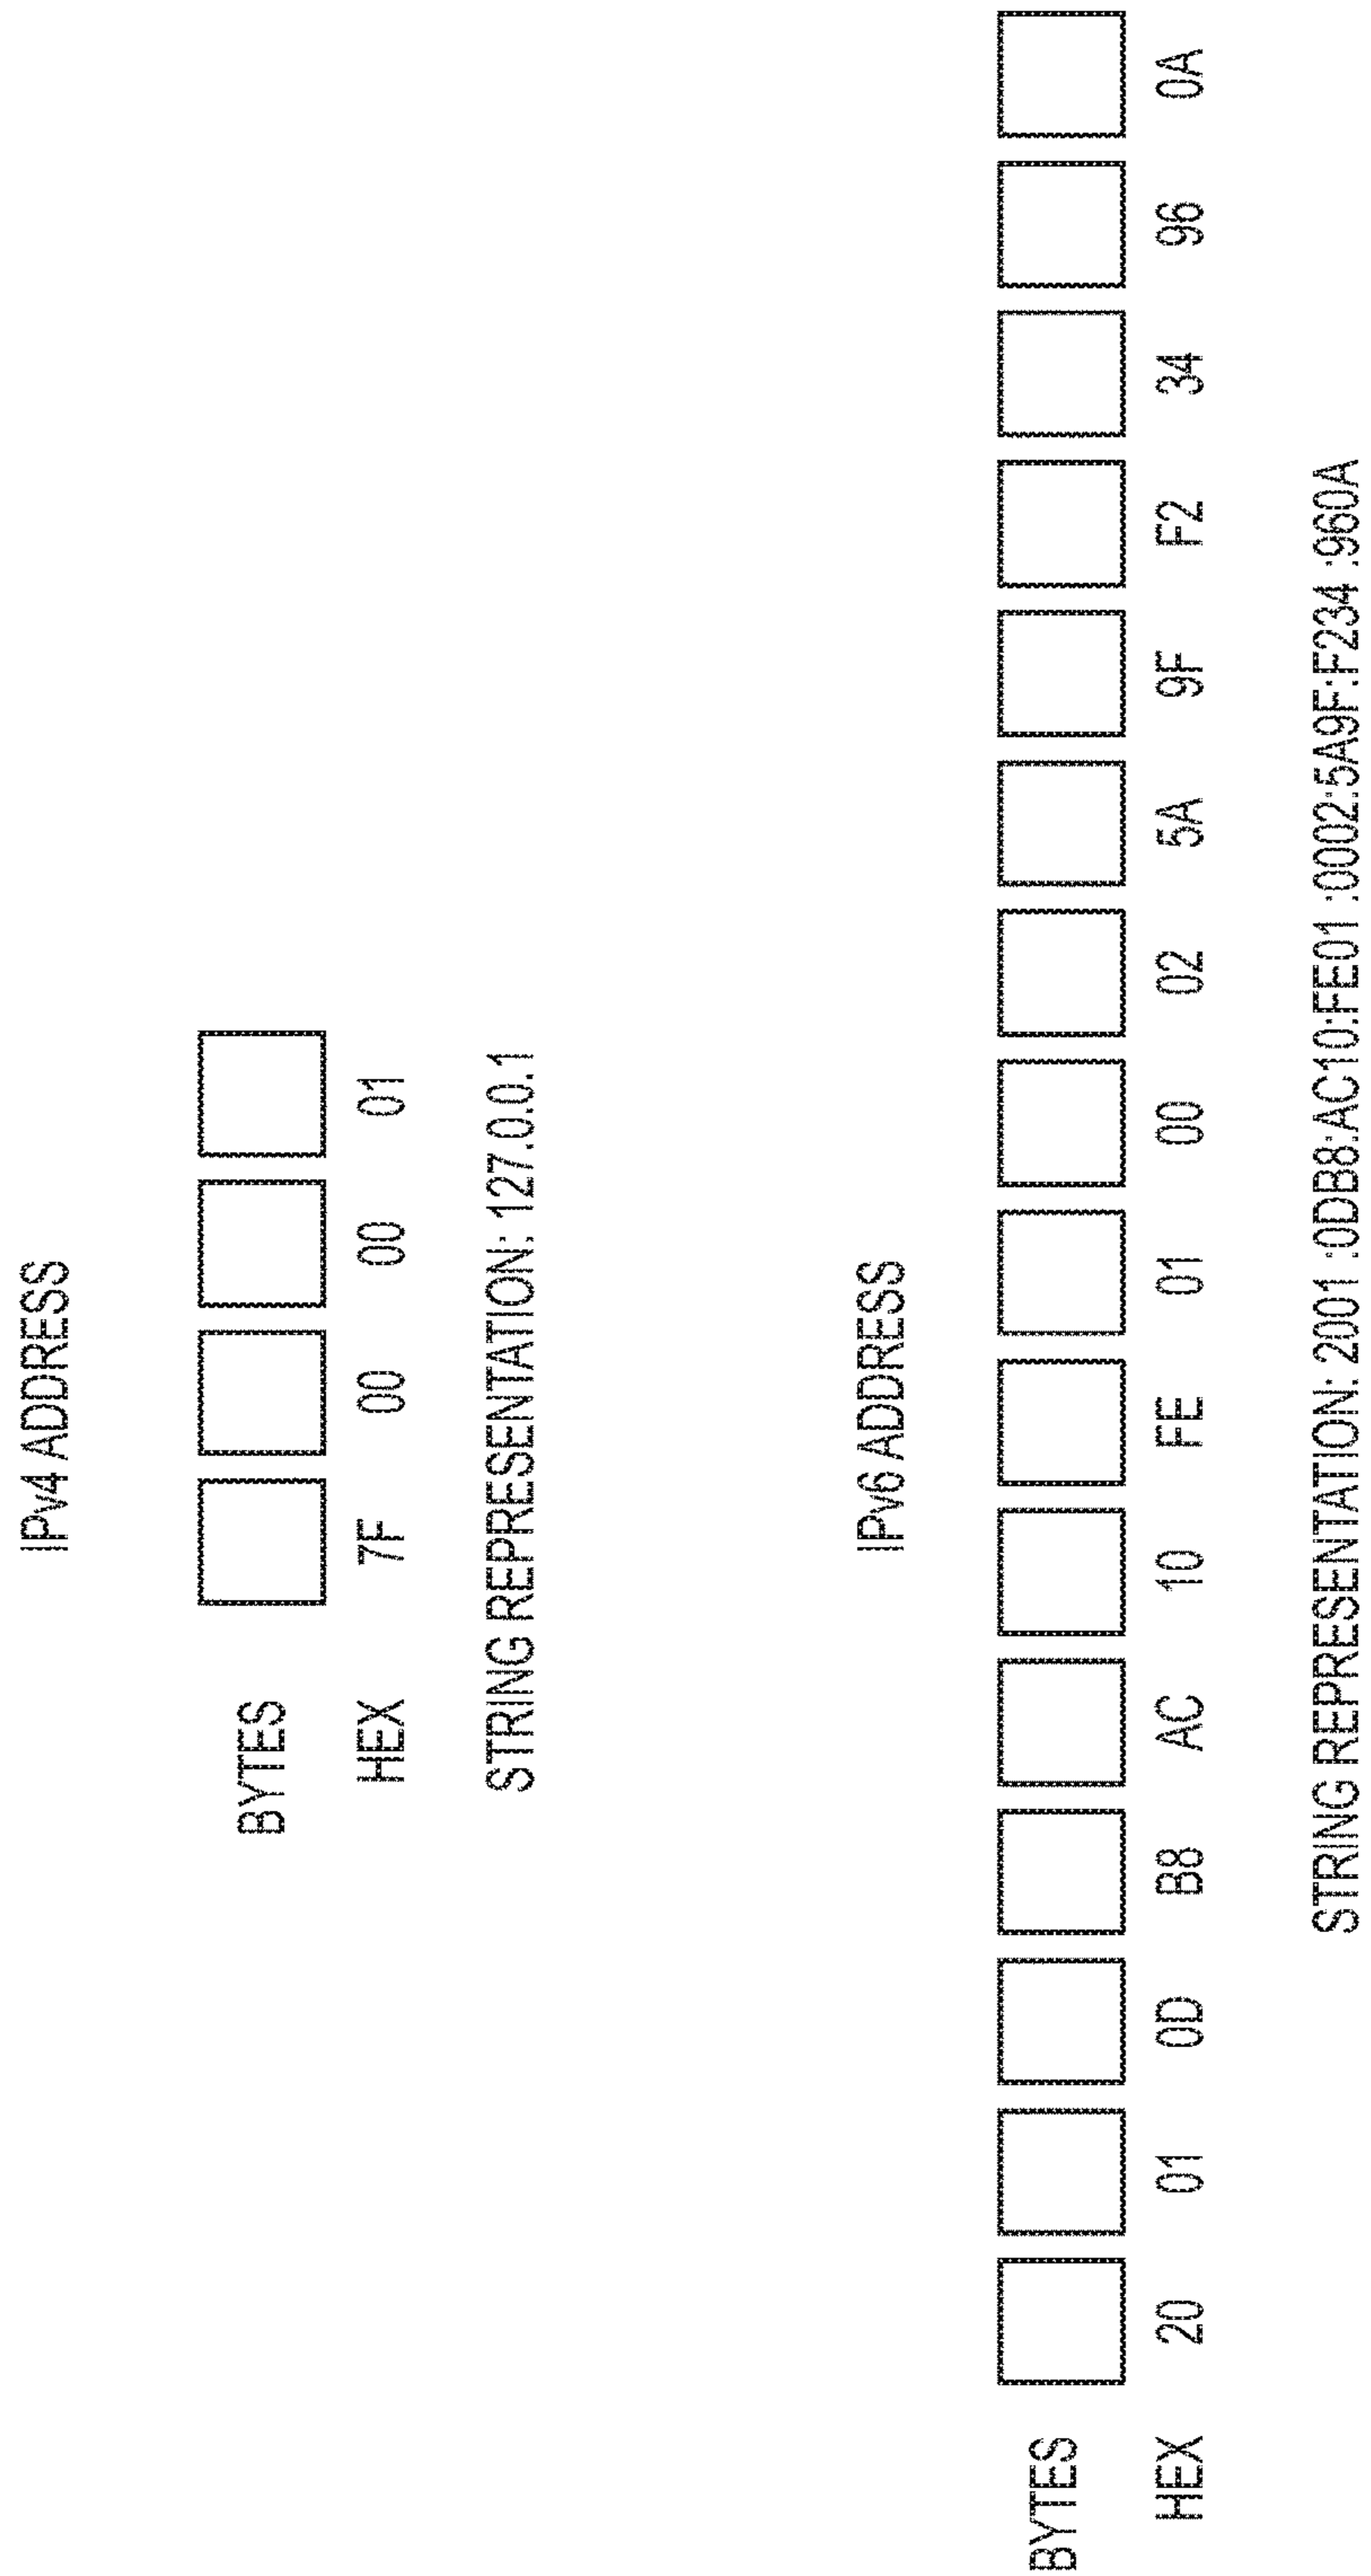 IPv4 ADDRESS
BYTES
HEX 7F 00 00 01
STRING REPRESENTATION: 127.0.0.1
IPv6 ADDRESS
BYTES
HEX 20 01 0D B8 AC 10 FE 01 00 02 5A 9F F2 34 96 0A
STRING REPRESENTATION: 2001 :0DB8:AC10:FE01 :0002:5A9F:F234 :960A